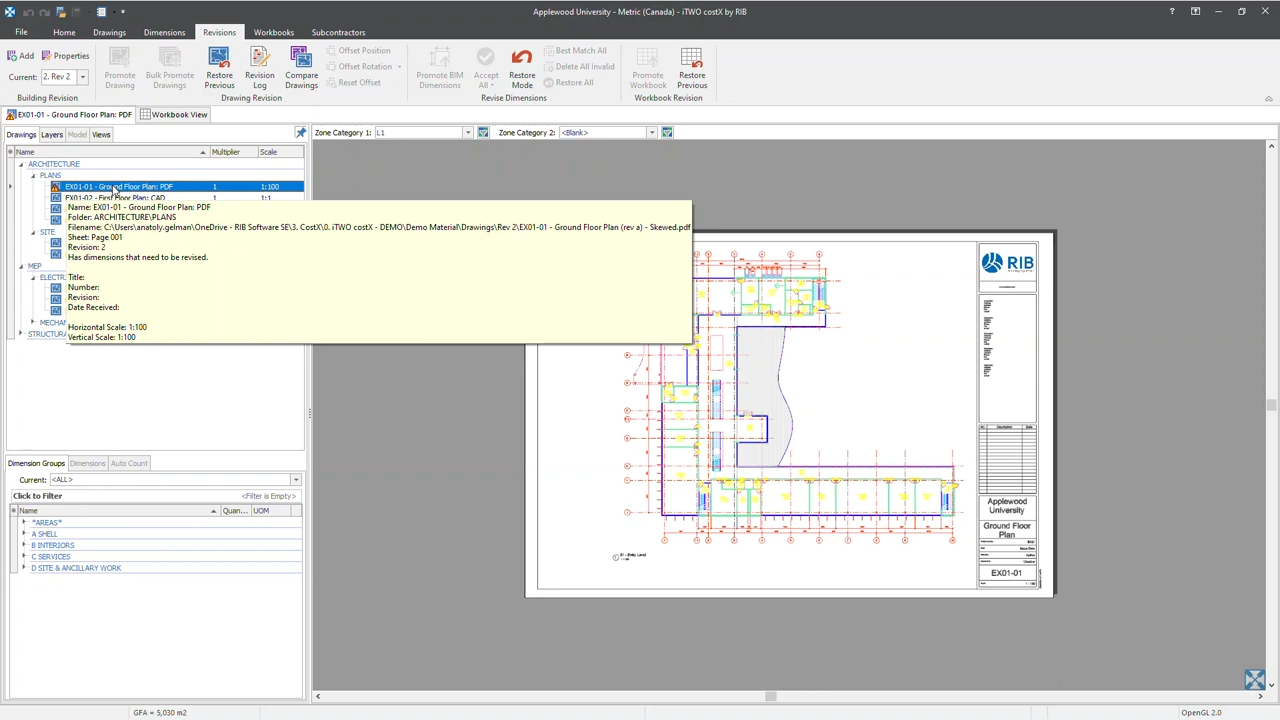 Applewood University - Metric (Canada) - iTWO costX by RIB
File Home Drawings Dimensions Revisions Workbooks Subcontractors
Add Properties
Current: 2. Rev 2
Building Revision
Promote Drawing
Bulk Promote Drawings
Restore Previous
Revision Log
Compare Drawings
Offset Position
Offset Rotation
Reset Offset
Drawing Revision
Promote BIM Dimensions
Accept All
Restore Mode
Best Match All
Delete All Invalid
Restore All
Revise Dimensions
Promote Workbook
Restore Previous
Workbook Revision
EX01-01 - Ground Floor Plan: PDF Workbook View
Drawings Layers Model Views
Zone Category 1: L1 Zone Category 2: <Blank>
Name Multiplier Scale
ARCHITECTURE
PLANS
EX01-01 - Ground Floor Plan: PDF 1 1:100
EX01-02 - First Floor Plan: CAD 1 1:1
Name: EX01-01 - Ground Floor Plan: PDF
Folder: ARCHITECTURE\PLANS
Filename: C:\Users\anatoly.gelman\OneDrive - RIB Software SE\3. CostX\0. iTWO costX - DEMO\Demo Material\Drawings\Rev 2\EX01-01 - Ground Floor Plan (rev a) - Skewed.pdf
Sheet: Page 001
Revision: 2
Has dimensions that need to be revised.
Title:
Number:
Revision:
Date Received:
Horizontal Scale: 1:100
Vertical Scale: 1:100
SITE
MEP
ELECTR
MECHAN
STRUCTURA
RIB
Applewood University
Ground Floor Plan
EX01-01
01 - Entry Level
Dimension Groups Dimensions Auto Count
Current: <ALL>
Click to Filter <Filter is Empty>
Name Quan... UOM
*AREAS*
A SHELL
B INTERIORS
C SERVICES
D SITE & ANCILLARY WORK
GFA = 5,030 m2
OpenGL 2.0